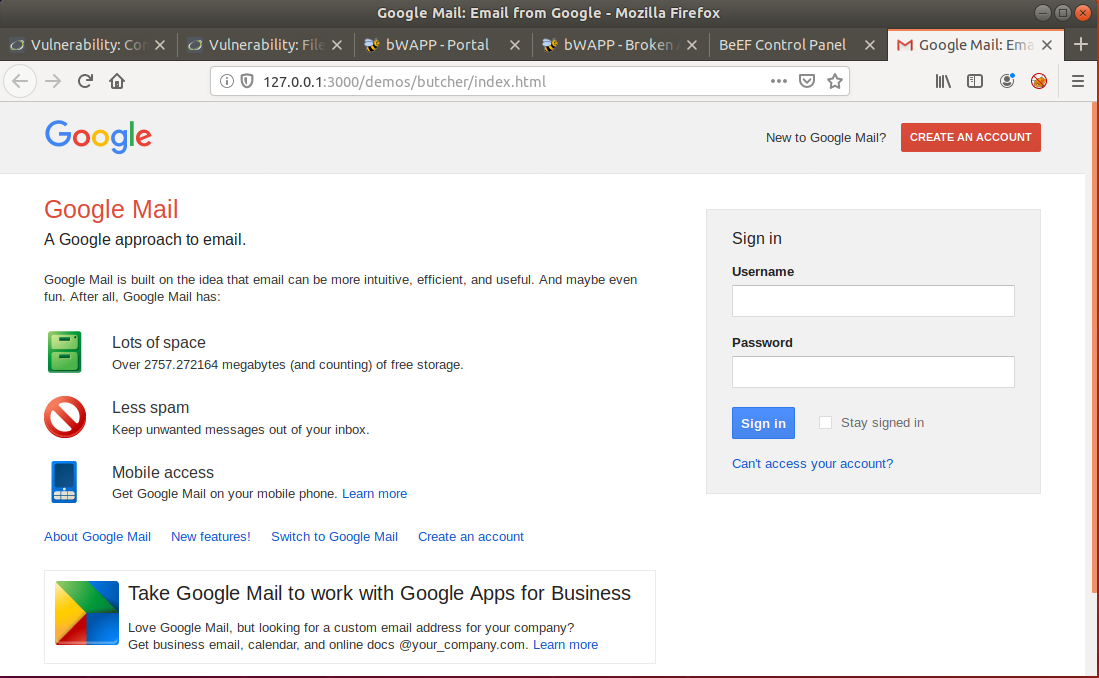 Google Mail: Email from Google - Mozilla Firefox
Vulnerability: Co
Vulnerability: File
bWAPP - Portal
bWAPP - Broken
BeEF Control Panel
Google Mail: Ema
127.0.0.1:3000/demos/butcher/index.html
Google
New to Google Mail?
CREATE AN ACCOUNT
Google Mail
A Google approach to email.
Google Mail is built on the idea that email can be more intuitive, efficient, and useful. And maybe even
fun. After all, Google Mail has:
Lots of space
Over 2757.272164 megabytes (and counting) of free storage.
Less spam
Keep unwanted messages out of your inbox.
Mobile access
Get Google Mail on your mobile phone. Learn more
About Google Mail New features! Switch to Google Mail Create an account
Take Google Mail to work with Google Apps for Business
Love Google Mail, but looking for a custom email address for your company?
Get business email, calendar, and online docs @your_company.com. Learn more
Sign in
Username
Password
Sign in
Stay signed in
Can't access your account?